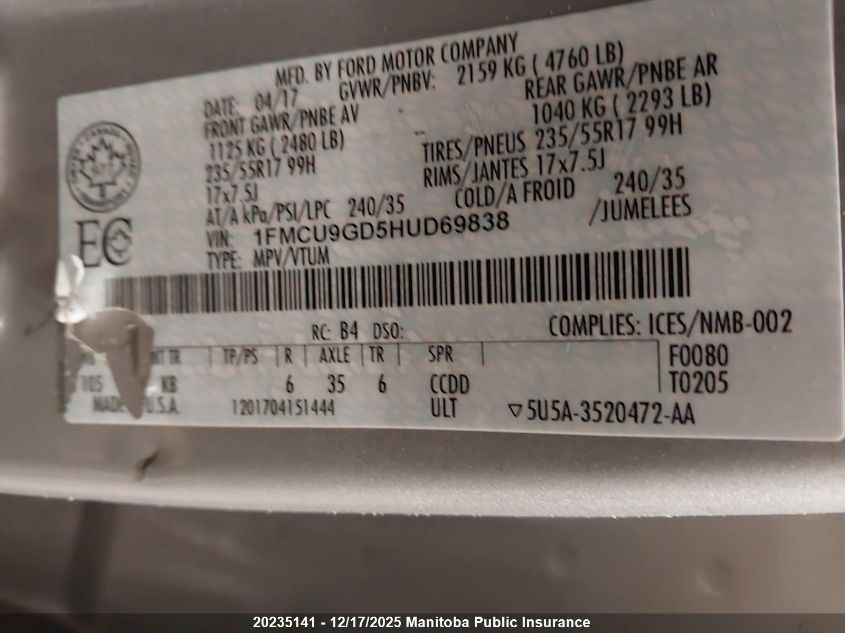 MFD. BY FORD MOTOR COMPANY
DATE: 04/17 GVWR/PNBV: 2159 KG ( 4760 LB)
FRONT GAWR/PNBE AV REAR GAWR/PNBE AR
1125 KG ( 2480 LB) 1040 KG ( 2293 LB)
235/55R17 99H TIRES/PNEUS 235/55R17 99H
17x7.5J RIMS/JANTES 17x7.5J
AT/A kPa/PSI/LPC 240/35 COLD/A FROID 240/35
VIN: 1FMCU9GD5HUD69838 /JUMELEES
TYPE: MPV/VTUM
EC
RC: B4 DSO: COMPLIES: ICES/NMB-002
NT TR TP/PS R AXLE TR SPR F0080
105 KB 6 35 6 CCDD T0205
MADE U.S.A. 1201704151444 ULT ▽5U5A-3520472-AA
20235141 - 12/17/2025 Manitoba Public Insurance